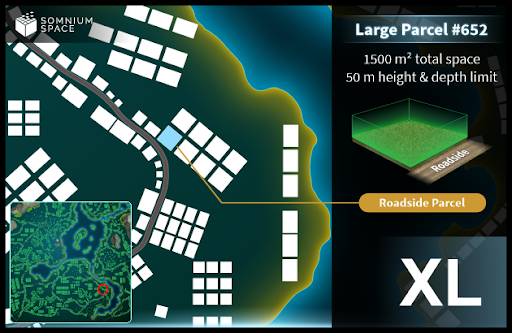 SOMNIUM
SPACE
Large Parcel #652
1500 m² total space
50 m height & depth limit
Roadside
Roadside Parcel
XL